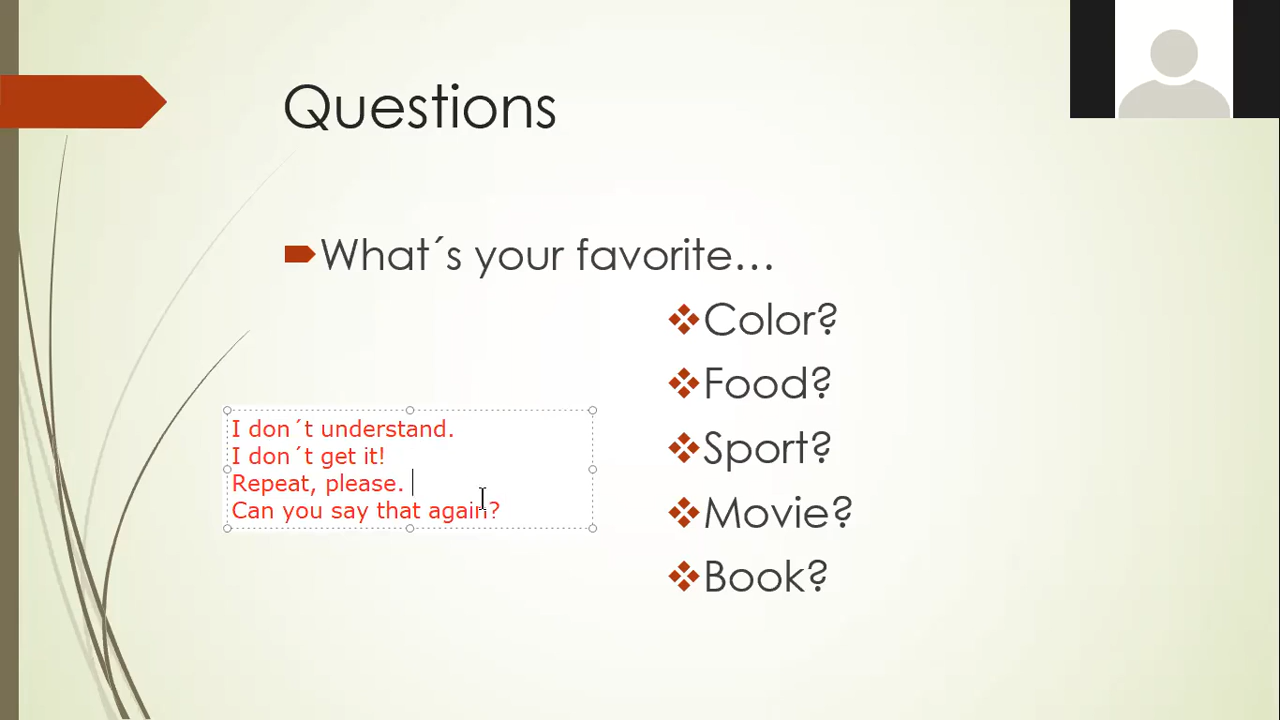 Questions
What´s your favorite…
Color?
Food?
Sport?
Movie?
Book?
I don´t understand.
I don´t get it!
Repeat, please.
Can you say that again?